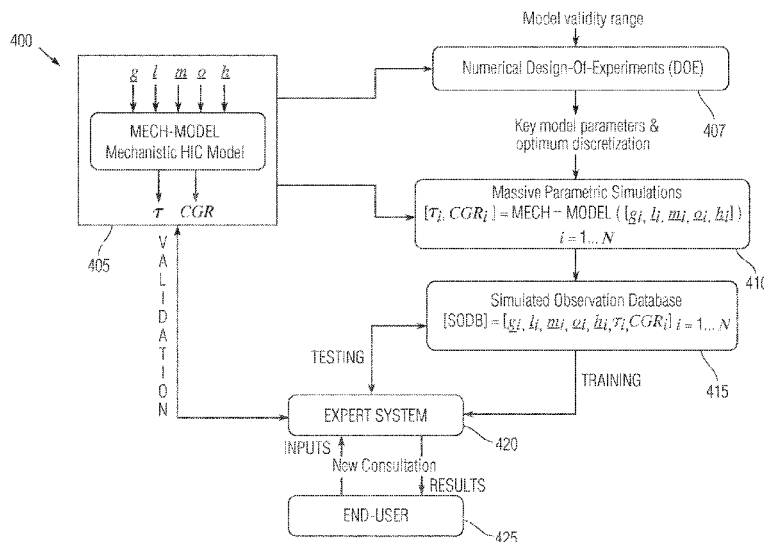 400
g l m o h
MECH-MODEL
Mechanistic HIC Model
τ CGR
405
VALIDATION
Model validity range
Numerical Design-Of-Experiments (DOE)
407
Key model parameters &
optimum discretization
Massive Parametric Simulations
[τi, CGRi] = MECH – MODEL ([gi, li, mi, oi, hi])
i = 1... N
410
Simulated Observation Database
[SODB] = [gi, li, mi, oi, hi, τi, CGRi] i = 1... N
415
TESTING
TRAINING
EXPERT SYSTEM
420
INPUTS
New Consultation
RESULTS
END-USER
425